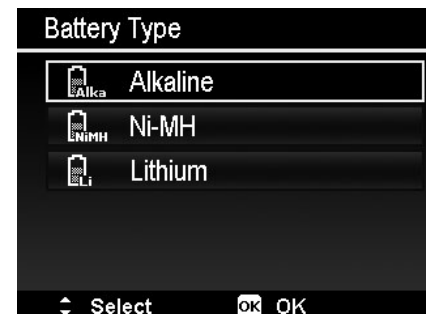 Battery Type
Alka Alkaline
NiMH Ni-MH
Li Lithium
Select OK OK